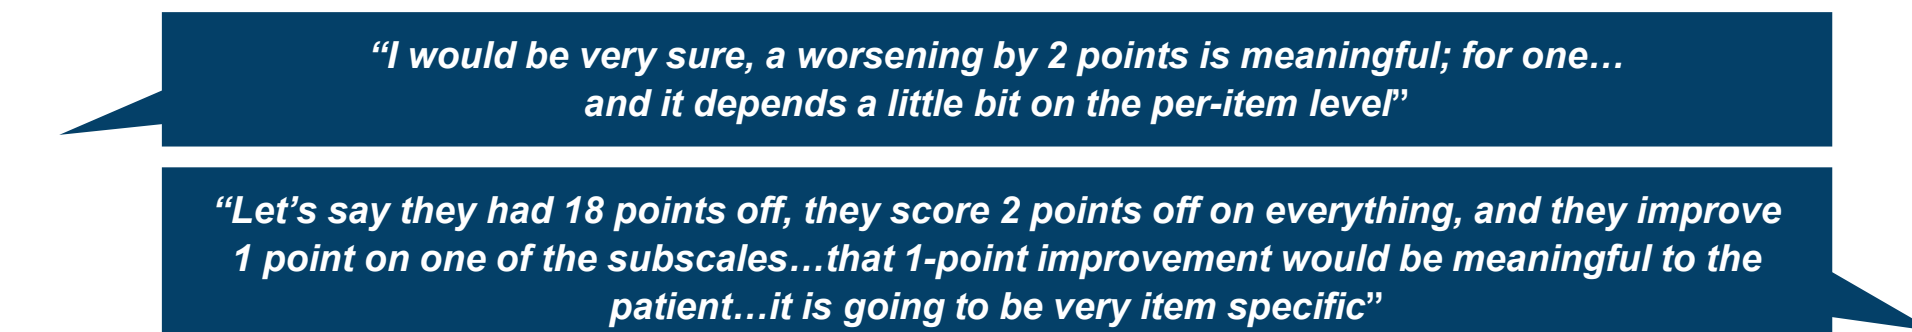 “I would be very sure, a worsening by 2 points is meaningful; for one…
and it depends a little bit on the per-item level”
“Let’s say they had 18 points off, they score 2 points off on everything, and they improve
1 point on one of the subscales…that 1-point improvement would be meaningful to the
patient…it is going to be very item specific”